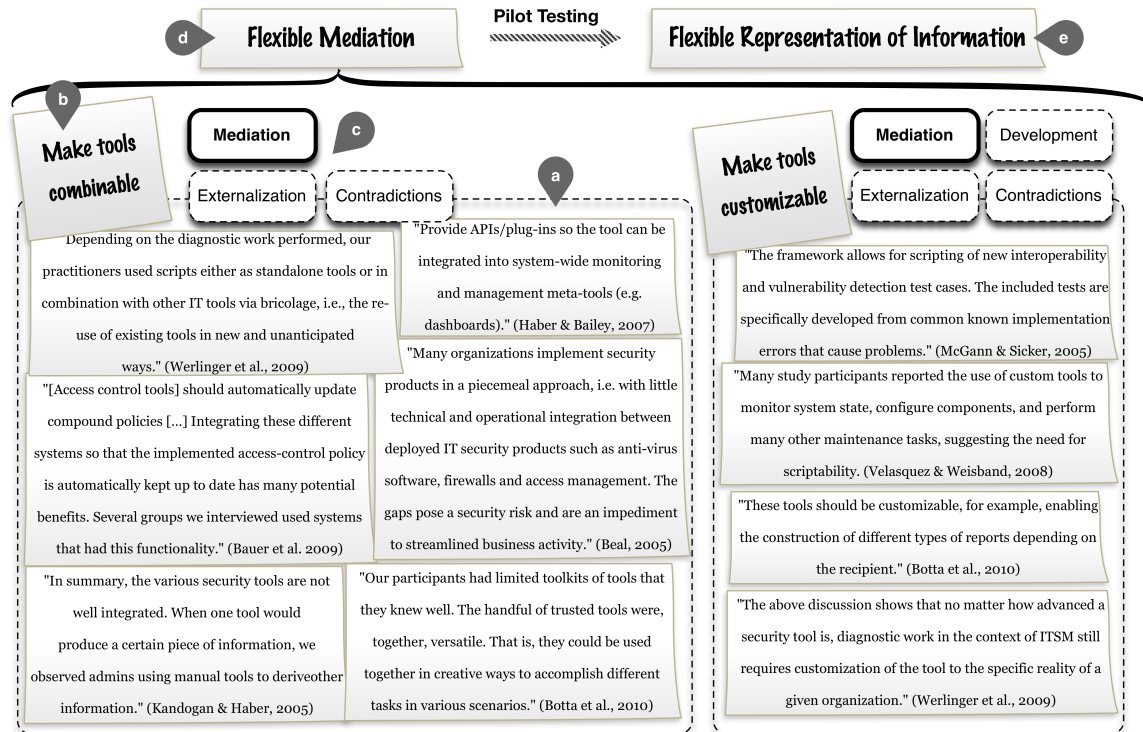 d
Flexible Mediation
Pilot Testing
Flexible Representation of Information
e
b
Make tools
combinable
Mediation
c
Externalization
Contradictions
a
Depending on the diagnostic work performed, our
practitioners used scripts either as standalone tools or in
combination with other IT tools via bricolage, i.e., the re-
use of existing tools in new and unanticipated
ways." (Werlinger et al., 2009)
"Provide APIs/plug-ins so the tool can be
integrated into system-wide monitoring
and management meta-tools (e.g.
dashboards)." (Haber & Bailey, 2007)
"[Access control tools] should automatically update
compound policies [...] Integrating these different
systems so that the implemented access-control policy
is automatically kept up to date has many potential
benefits. Several groups we interviewed used systems
that had this functionality." (Bauer et al. 2009)
"Many organizations implement security
products in a piecemeal approach, i.e. with little
technical and operational integration between
deployed IT security products such as anti-virus
software, firewalls and access management. The
gaps pose a security risk and are an impediment
to streamlined business activity." (Beal, 2005)
"In summary, the various security tools are not
well integrated. When one tool would
produce a certain piece of information, we
observed admins using manual tools to deriveother
information." (Kandogan & Haber, 2005)
"Our participants had limited toolkits of tools that
they knew well. The handful of trusted tools were,
together, versatile. That is, they could be used
together in creative ways to accomplish different
tasks in various scenarios." (Botta et al., 2010)
Make tools
customizable
Mediation
Development
Externalization
Contradictions
"The framework allows for scripting of new interoperability
and vulnerability detection test cases. The included tests are
specifically developed from common known implementation
errors that cause problems." (McGann & Sicker, 2005)
"Many study participants reported the use of custom tools to
monitor system state, configure components, and perform
many other maintenance tasks, suggesting the need for
scriptability. (Velasquez & Weisband, 2008)
"These tools should be customizable, for example, enabling
the construction of different types of reports depending on
the recipient." (Botta et al., 2010)
"The above discussion shows that no matter how advanced a
security tool is, diagnostic work in the context of ITSM still
requires customization of the tool to the specific reality of a
given organization." (Werlinger et al., 2009)